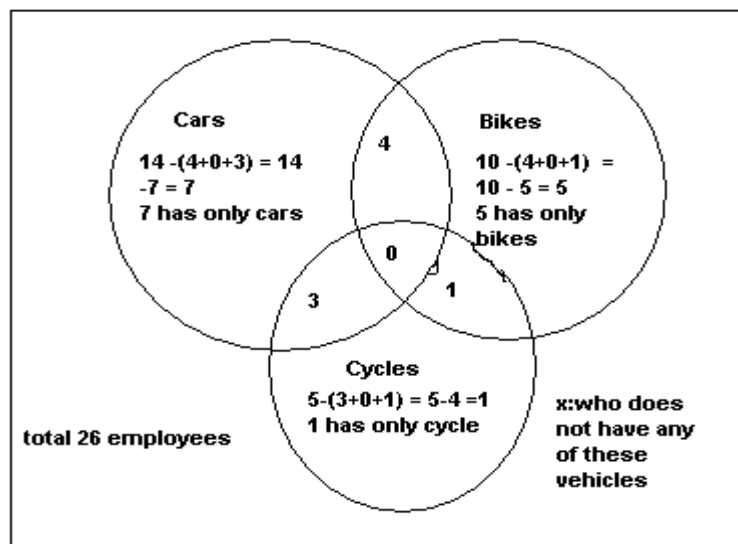 Cars
14 -(4+0+3) = 14
-7 = 7
7 has only cars
4
Bikes
10 -(4+0+1) =
10 - 5 = 5
5 has only
bikes
0
3
1
Cycles
5-(3+0+1) = 5-4 =1
1 has only cycle
total 26 employees
x:who does
not have any
of these
vehicles